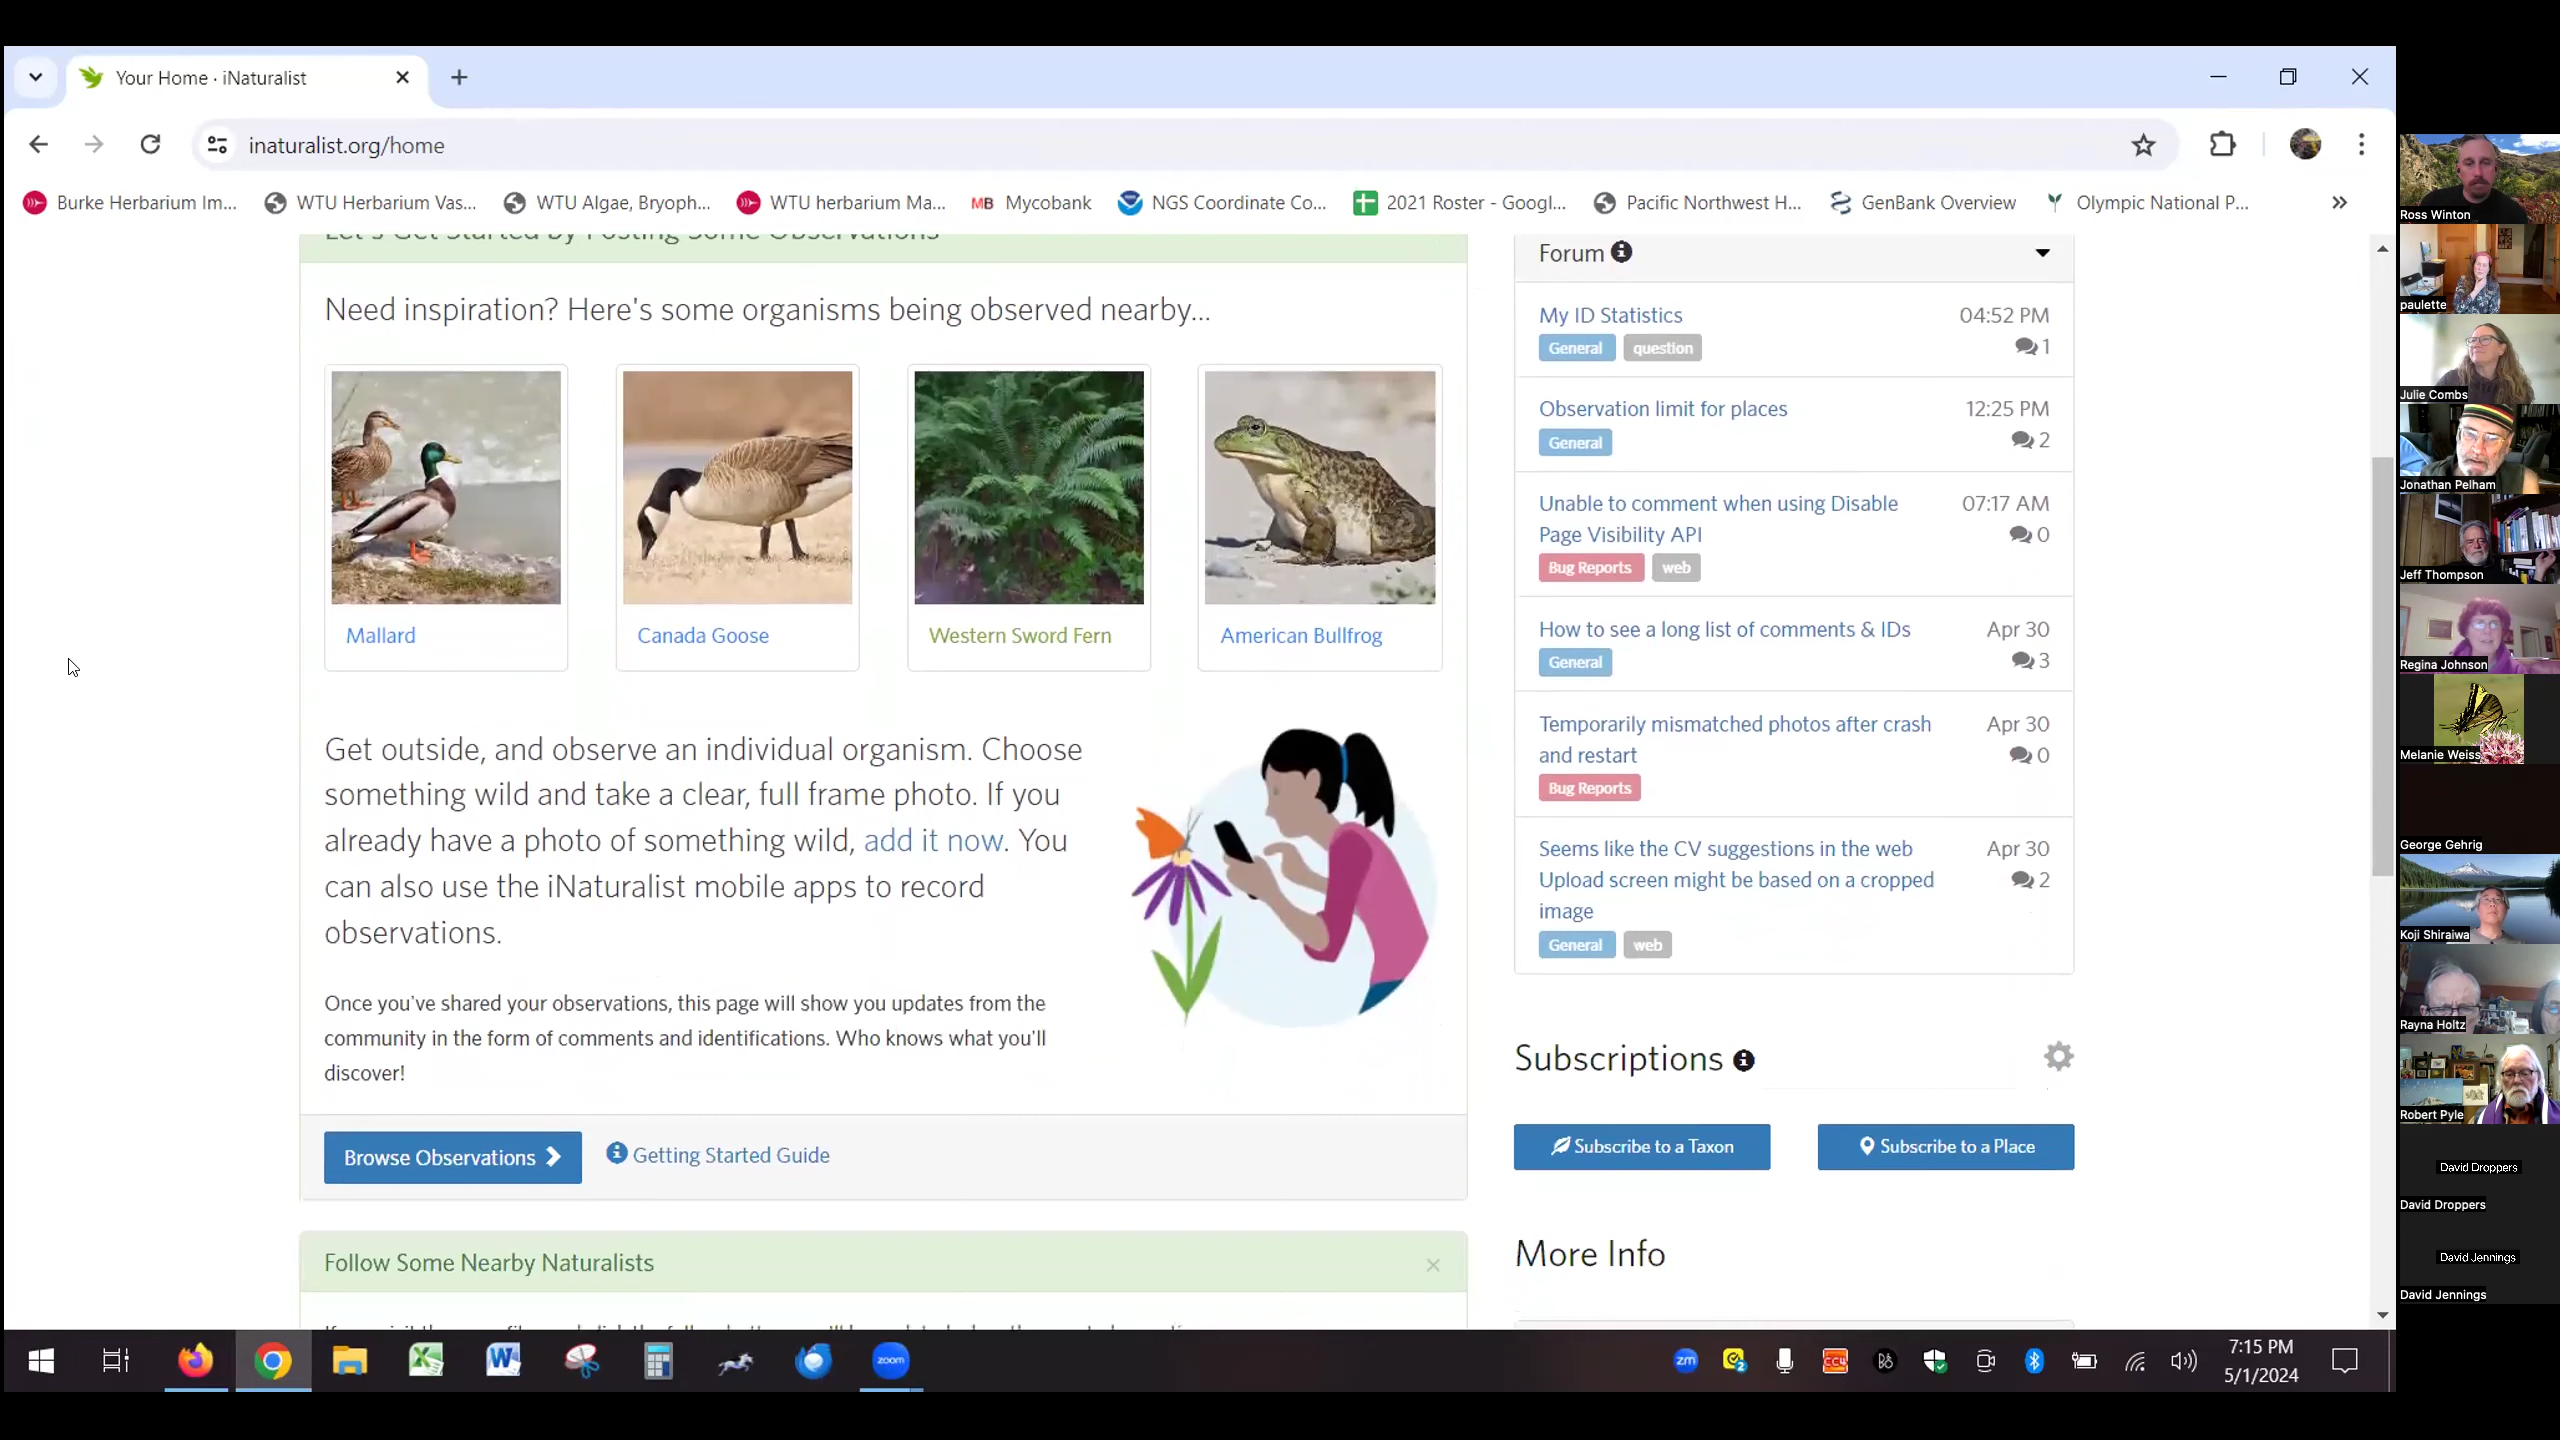 Your Home · iNaturalist
inaturalist.org/home
Burke Herbarium Im...
WTU Herbarium Vas...
WTU Algae, Bryoph...
WTU herbarium Ma...
MB Mycobank
NGS Coordinate Co...
2021 Roster - Googl...
Pacific Northwest H...
GenBank Overview
Olympic National P...
Let's Get Started by Posting Some Observations
Need inspiration? Here's some organisms being observed nearby...
Mallard
Canada Goose
Western Sword Fern
American Bullfrog
Get outside, and observe an individual organism. Choose
something wild and take a clear, full frame photo. If you
already have a photo of something wild, add it now. You
can also use the iNaturalist mobile apps to record
observations.
Once you've shared your observations, this page will show you updates from the
community in the form of comments and identifications. Who knows what you'll
discover!
Browse Observations
Getting Started Guide
Follow Some Nearby Naturalists
Forum
My ID Statistics 04:52 PM
General question 1
Observation limit for places 12:25 PM
General 2
Unable to comment when using Disable 07:17 AM
Page Visibility API 0
Bug Reports web
How to see a long list of comments & IDs Apr 30
General 3
Temporarily mismatched photos after crash Apr 30
and restart 0
Bug Reports
Seems like the CV suggestions in the web Apr 30
Upload screen might be based on a cropped 2
image
General web
Subscriptions
Subscribe to a Taxon
Subscribe to a Place
More Info
Ross Winton
paulette
Julie Combs
Jonathan Pelham
Jeff Thompson
Regina Johnson
Melanie Weiss
George Gehrig
Koji Shiraiwa
Rayna Holtz
Robert Pyle
David Droppers
David Droppers
David Jennings
David Jennings
zoom
zm
CC4
7:15 PM
5/1/2024